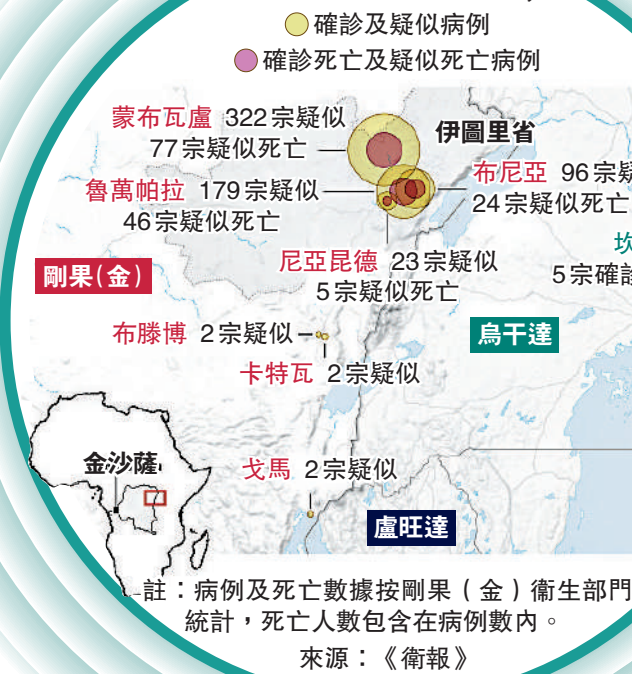 確診及疑似病例
確診死亡及疑似死亡病例
蒙布瓦盧 322宗疑似
77宗疑似死亡
伊圖里省
布尼亞 96宗疑
24宗疑似死亡
魯萬帕拉 179宗疑似
46宗疑似死亡
坎
5宗確診
尼亞昆德 23宗疑似
5宗疑似死亡
剛果(金)
布滕博 2宗疑似
烏干達
卡特瓦 2宗疑似
金沙薩
戈馬 2宗疑似
盧旺達
註：病例及死亡數據按剛果（金）衞生部門
統計，死亡人數包含在病例數內。
來源：《衛報》